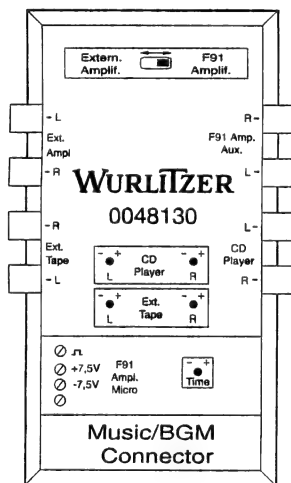 Extern. F91
Amplif. Amplif.
- L R -
Ext. F91 Amp.
Ampl Aux.
- R L -
WURLITZER
0048130
- R L -
Ext. CD
Tape Player
- L R -
- + CD - +
L Player R
- + Ext. - +
L Tape R
+7,5V F91
-7,5V Ampl.
Micro
- +
Time
Music/BGM
Connector